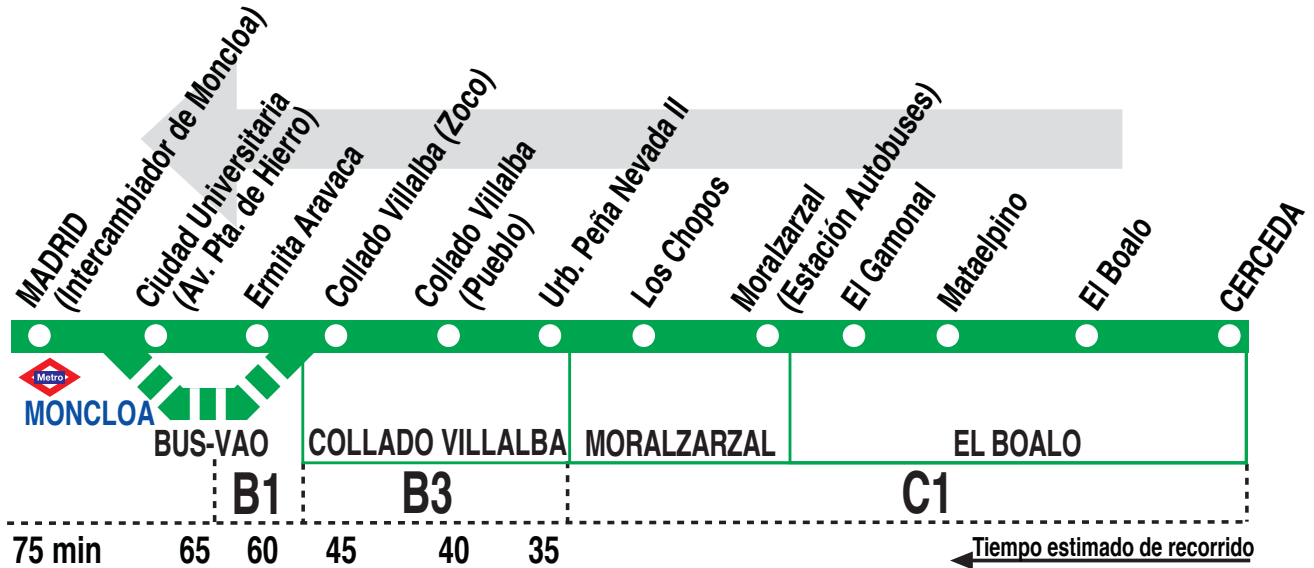 MADRID
(Intercambiador de Moncloa)
Ciudad Universitaria
(Av. Pta. de Hierro)
Ermita Aravaca
Collado Villalba (Zoco)
Collado Villalba
(Pueblo)
Urb. Peña Nevada II
Los Chopos
Moralzarzal
(Estación Autobuses)
El Gamonal
Mataelpino
El Boalo
CERCEDA
Metro
MONCLOA
BUS-VAO
COLLADO VILLALBA
MORALZARZAL
EL BOALO
B1
B3
C1
75 min
65
60
45
40
35
Tiempo estimado de recorrido